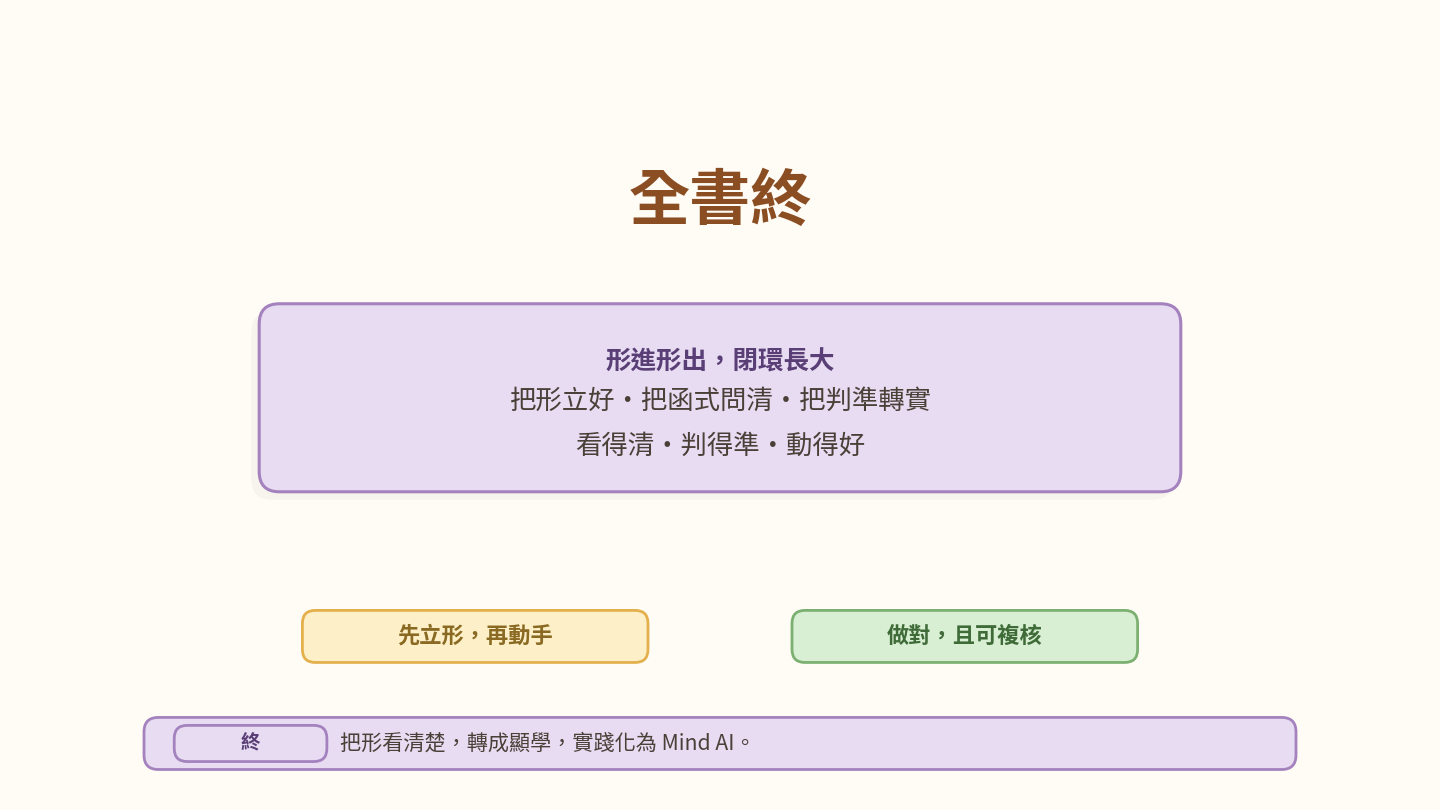 全書終
形進形出，閉環長大
把形立好・把函式問清・把判準轉實
看得清・判得準・動得好
先立形，再動手
做對，且可複核
終
把形看清楚，轉成顯學，實踐化為 Mind AI。